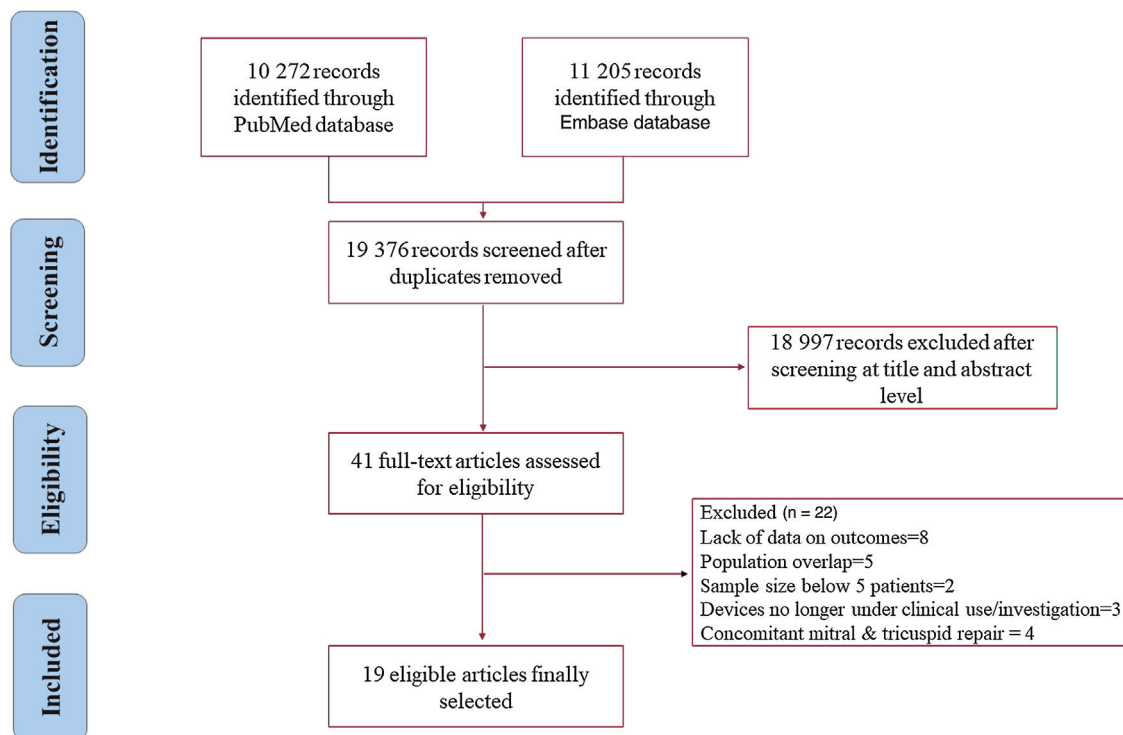 Identification
10 272 records
identified through
PubMed database
11 205 records
identified through
Embase database
Screening
19 376 records screened after
duplicates removed
18 997 records excluded after
screening at title and abstract
level
Eligibility
41 full-text articles assessed
for eligibility
Excluded (n = 22)
Lack of data on outcomes=8
Population overlap=5
Sample size below 5 patients=2
Devices no longer under clinical use/investigation=3
Concomitant mitral & tricuspid repair = 4
Included
19 eligible articles finally
selected